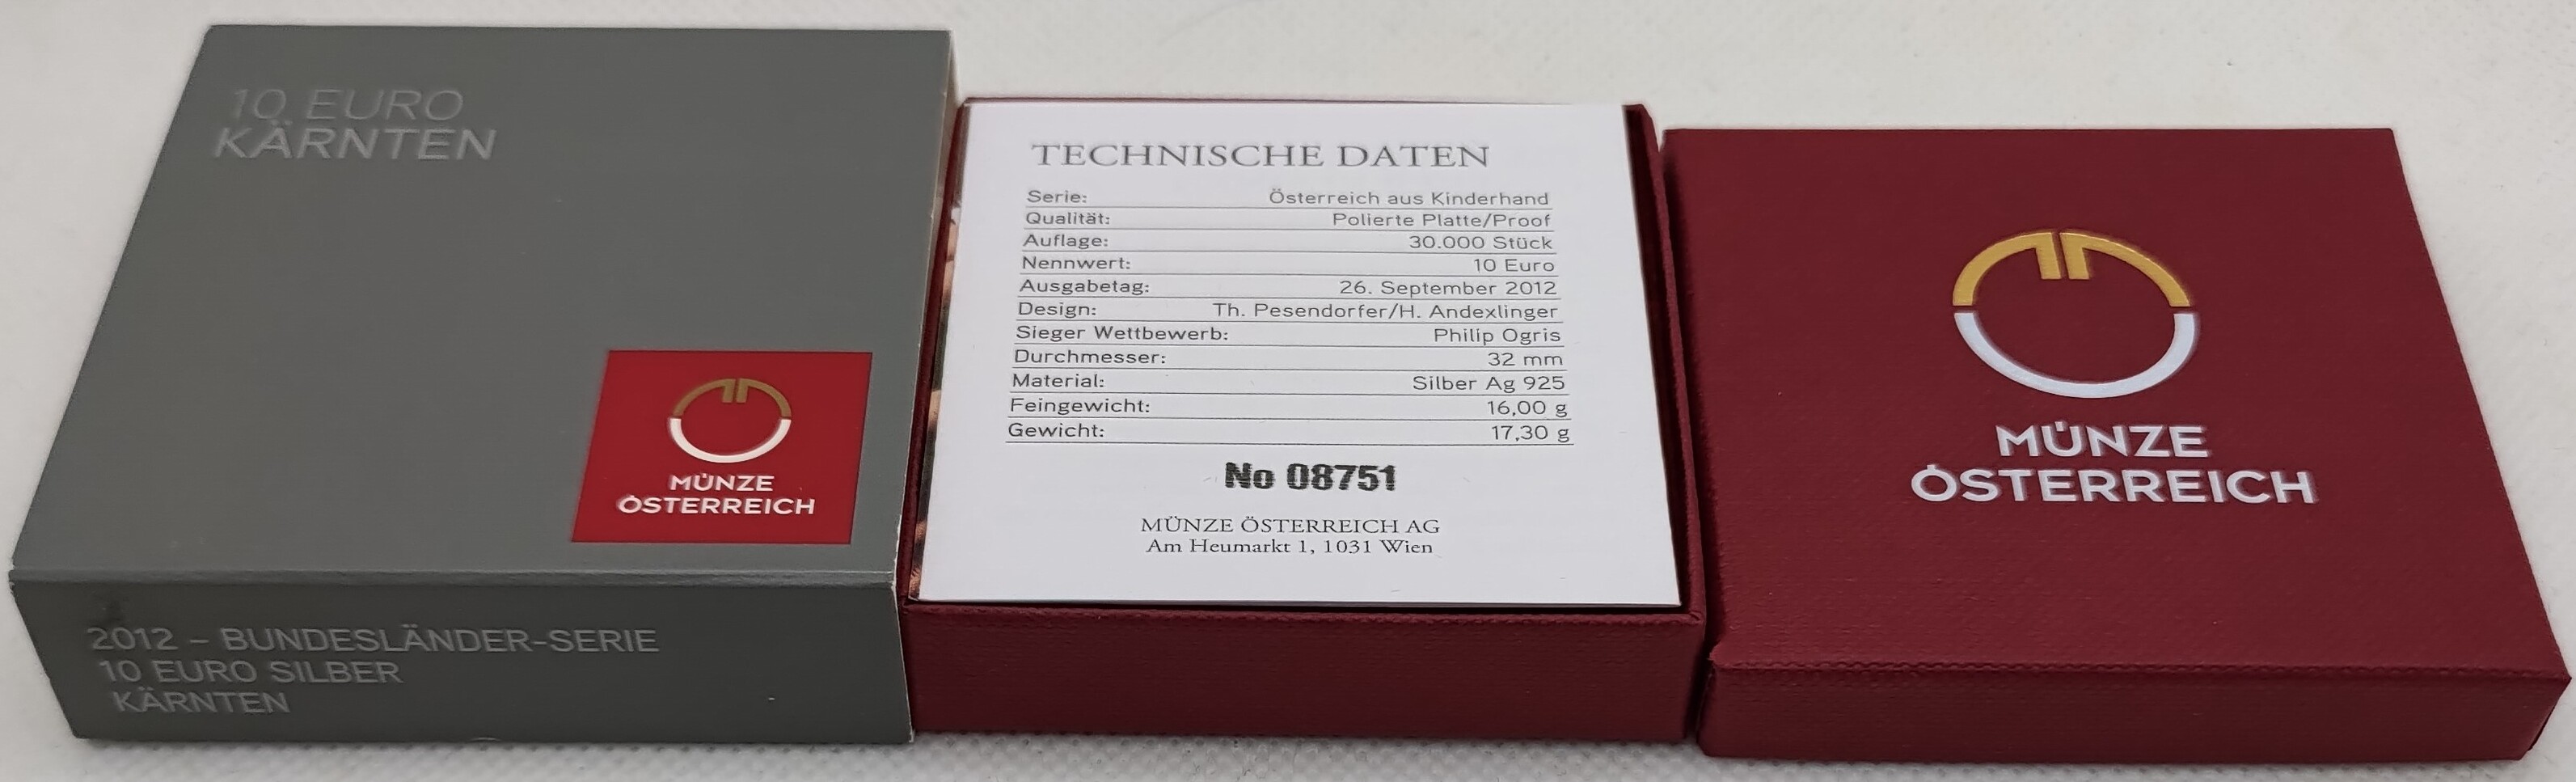 10 EURO
KÄRNTEN
MÜNZE
ÖSTERREICH
2012 – BUNDESLÄNDER-SERIE
10 EURO SILBER
KÄRNTEN
TECHNISCHE DATEN
Serie: Österreich aus Kinderhand
Qualität: Polierte Platte/Proof
Auflage: 30.000 Stück
Nennwert: 10 Euro
Ausgabetag: 26. September 2012
Design: Th. Pesendorfer/H. Andexlinger
Sieger Wettbewerb: Philip Ogris
Durchmesser: 32 mm
Material: Silber Ag 925
Feingewicht: 16,00 g
Gewicht: 17,30 g
No 08751
MÜNZE ÖSTERREICH AG
Am Heumarkt 1, 1031 Wien
MÜNZE
ÖSTERREICH